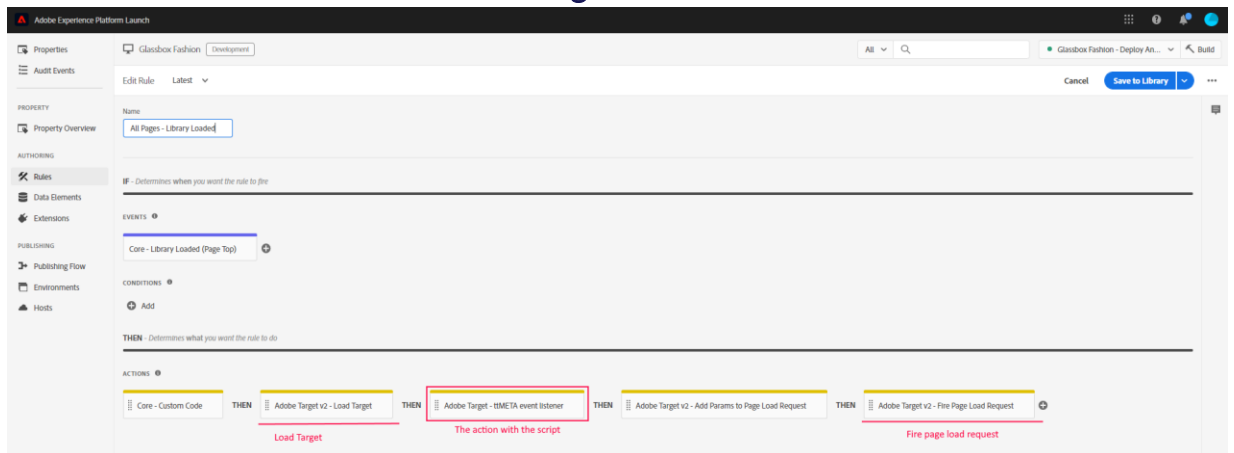 Adobe Experience Platform Launch
Properties
Glassbox Fashion Development
All
Glassbox Fashion - Deploy An...
Build
Audit Events
Edit Rule Latest
Cancel
Save to Library
PROPERTY
Name
Property Overview
All Pages - Library Loaded
AUTHORING
Rules
IF - Determines when you want the rule to fire
Data Elements
Extensions
EVENTS
PUBLISHING
Core - Library Loaded (Page Top)
Publishing Flow
Environments
CONDITIONS
Hosts
Add
THEN - Determines what you want the rule to do
ACTIONS
Core - Custom Code THEN Adobe Target v2 - Load Target THEN Adobe Target - ttMETA event listener THEN Adobe Target v2 - Add Params to Page Load Request THEN Adobe Target v2 - Fire Page Load Request
Load Target
The action with the script
Fire page load request